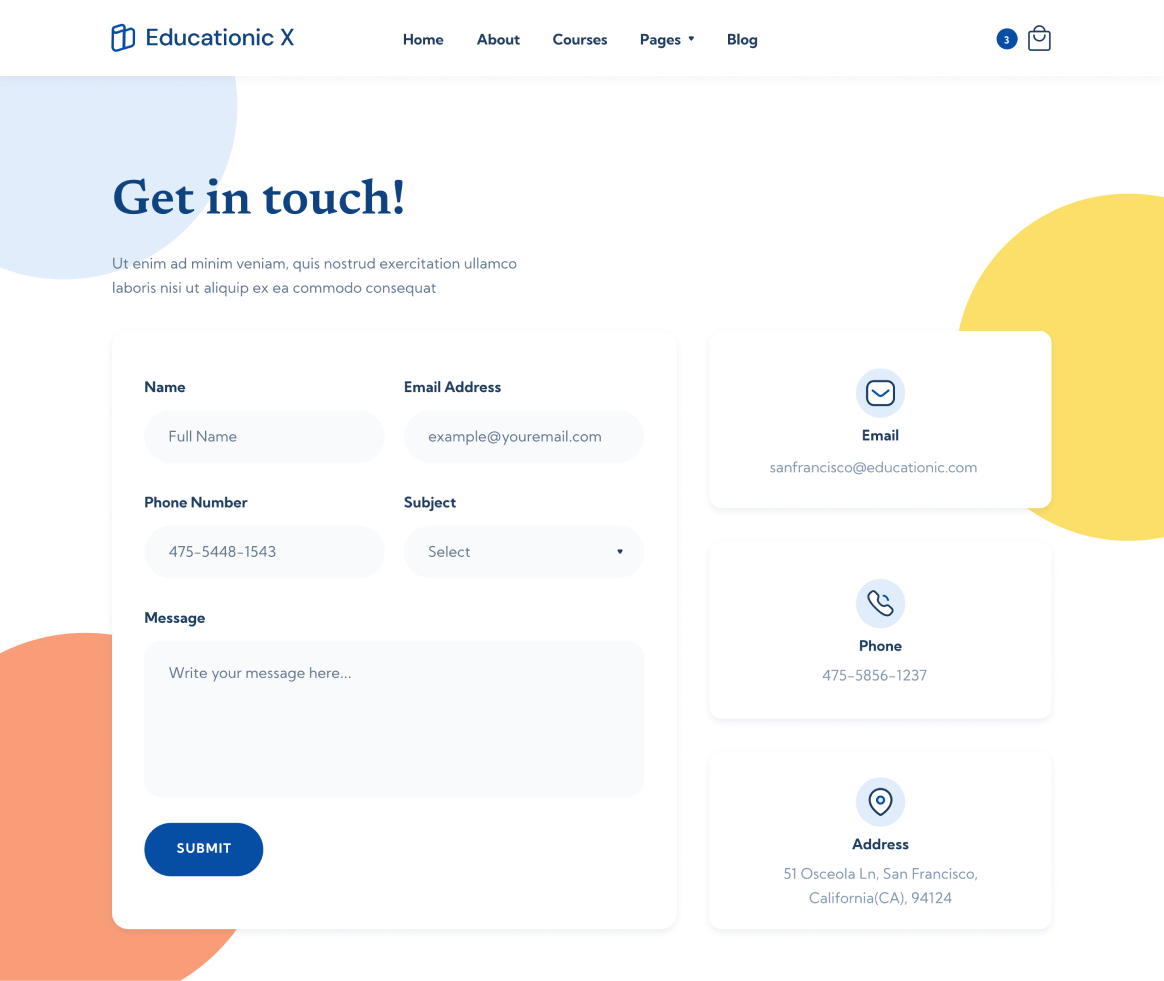 Educationic X
Home About Courses Pages Blog
3
Get in touch!
Ut enim ad minim veniam, quis nostrud exercitation ullamco
laboris nisi ut aliquip ex ea commodo consequat
Name
Full Name
Email Address
example@youremail.com
Phone Number
475-5448-1543
Subject
Select
Message
Write your message here...
SUBMIT
Email
sanfrancisco@educationic.com
Phone
475-5856-1237
Address
51 Osceola Ln, San Francisco,
California(CA), 94124